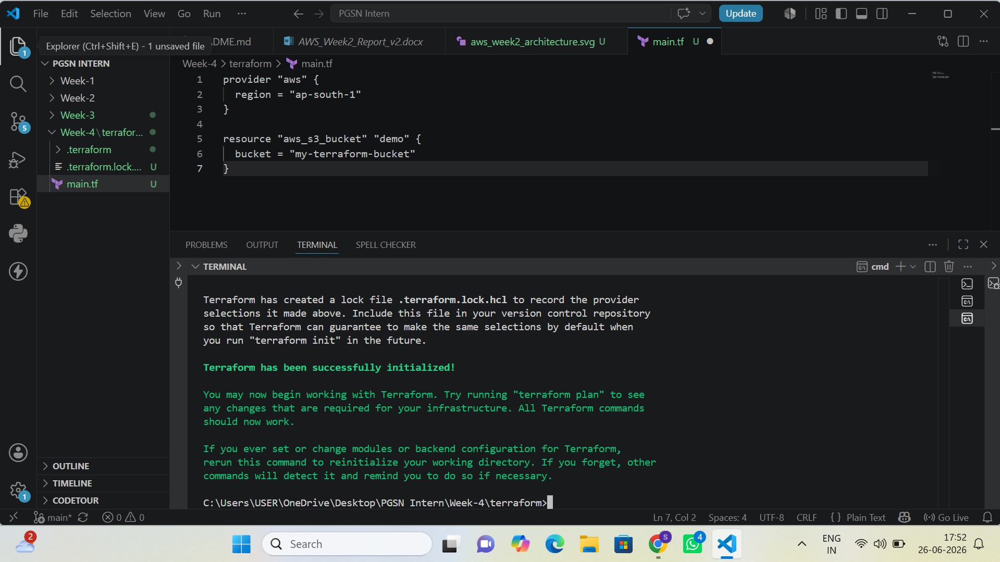 File Edit Selection View Go Run ···
PGSN Intern
Update
Explorer (Ctrl+Shift+E) - 1 unsaved file
DME.md
AWS_Week2_Report_v2.docx
aws_week2_architecture.svg U
main.tf U
1
PGSN INTERN
Week-1
Week-2
Week-3
Week-4\terrafor...
.terraform
.terraform.lock.... U
main.tf U
5
Week-4 > terraform > main.tf
1 provider "aws" {
2 region = "ap-south-1"
3 }
4
5 resource "aws_s3_bucket" "demo" {
6 bucket = "my-terraform-bucket"
7 }
PROBLEMS OUTPUT TERMINAL SPELL CHECKER
TERMINAL
cmd
Terraform has created a lock file .terraform.lock.hcl to record the provider
selections it made above. Include this file in your version control repository
so that Terraform can guarantee to make the same selections by default when
you run "terraform init" in the future.
Terraform has been successfully initialized!
You may now begin working with Terraform. Try running "terraform plan" to see
any changes that are required for your infrastructure. All Terraform commands
should now work.
If you ever set or change modules or backend configuration for Terraform,
rerun this command to reinitialize your working directory. If you forget, other
commands will detect it and remind you to do so if necessary.
C:\Users\USER\OneDrive\Desktop\PGSN Intern\Week-4\terraform>
OUTLINE
TIMELINE
CODETOUR
1
main* 0 0
Ln 7, Col 2 Spaces: 4 UTF-8 CRLF { } Plain Text Go Live
2
Search
S
4
ENG
IN
17:52
26-06-2026